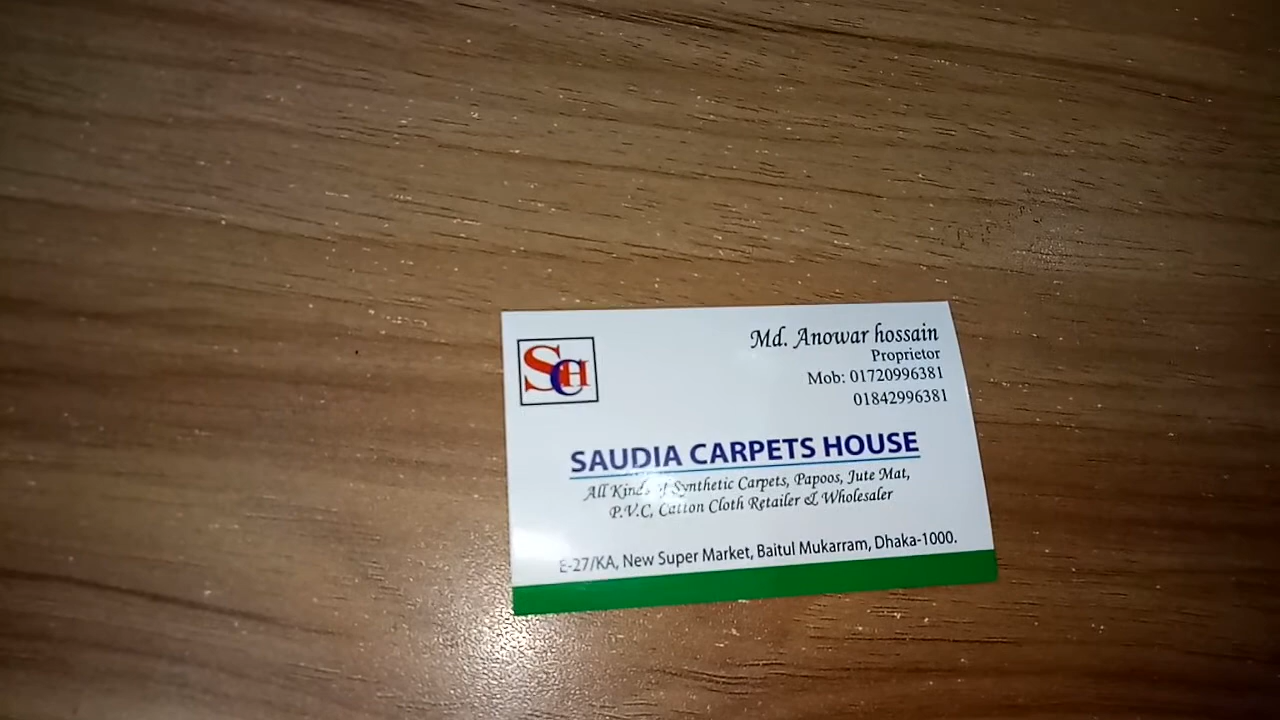 SCH
Md. Anowar hossain
Proprietor
Mob: 01720996381
01842996381
SAUDIA CARPETS HOUSE
All Kinds of Synthetic Carpets, Papoos, Jute Mat,
P.V.C, Catton Cloth Retailer & Wholesaler
E-27/KA, New Super Market, Baitul Mukarram, Dhaka-1000.